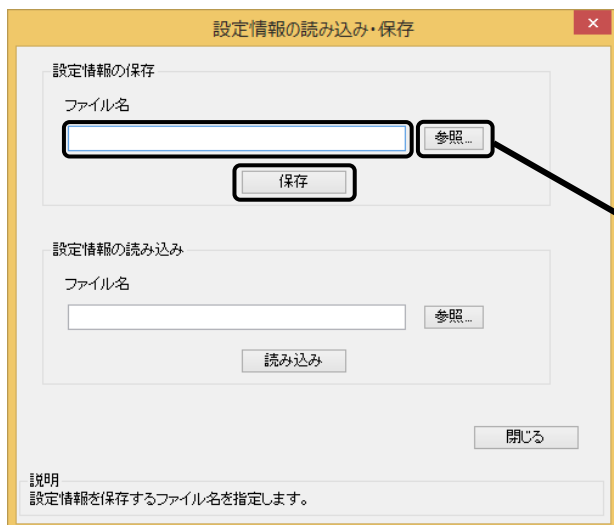 設定情報の読み込み・保存
設定情報の保存
ファイル名
参照...
保存
設定情報の読み込み
ファイル名
参照...
読み込み
閉じる
説明
設定情報を保存するファイル名を指定します。